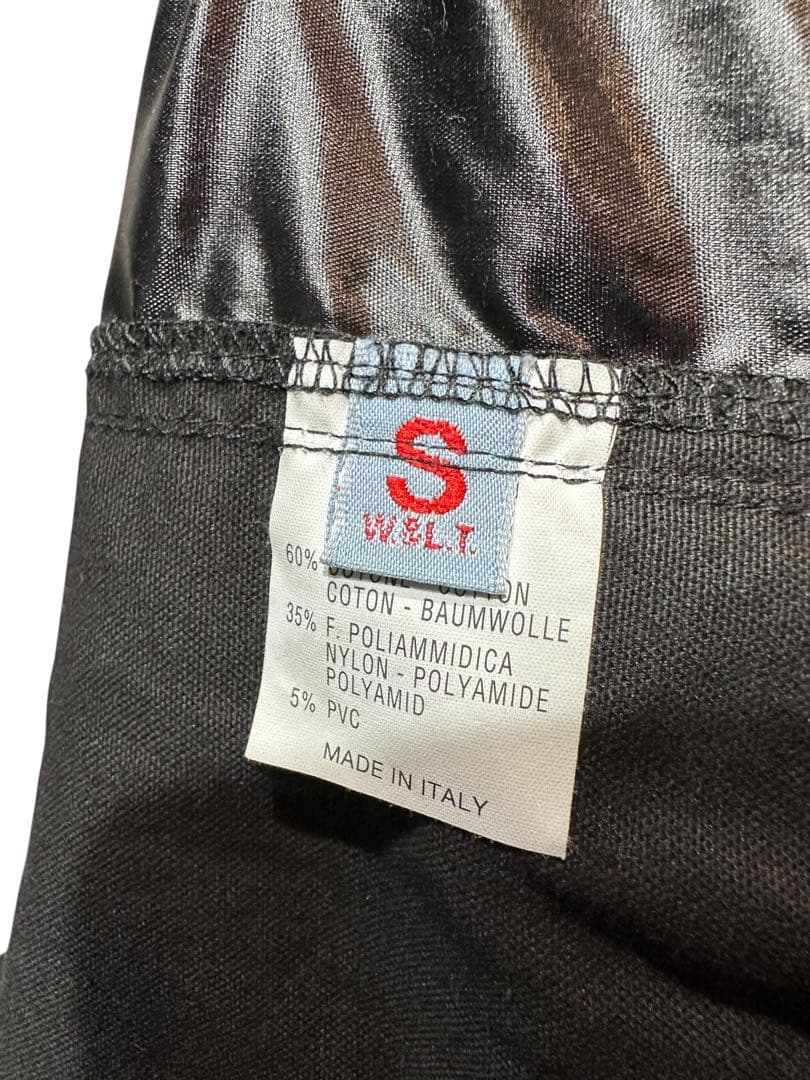 S
W.&L.T.
60% COTONE - COTTON
COTON - BAUMWOLLE
35% F. POLIAMMIDICA
NYLON - POLYAMIDE
POLYAMID
5% PVC
MADE IN ITALY